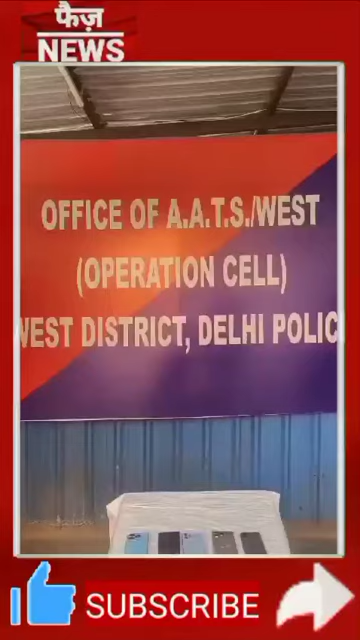 फैज़
NEWS
OFFICE OF A.A.T.S./WEST
(OPERATION CELL)
WEST DISTRICT, DELHI POLIC
SUBSCRIBE